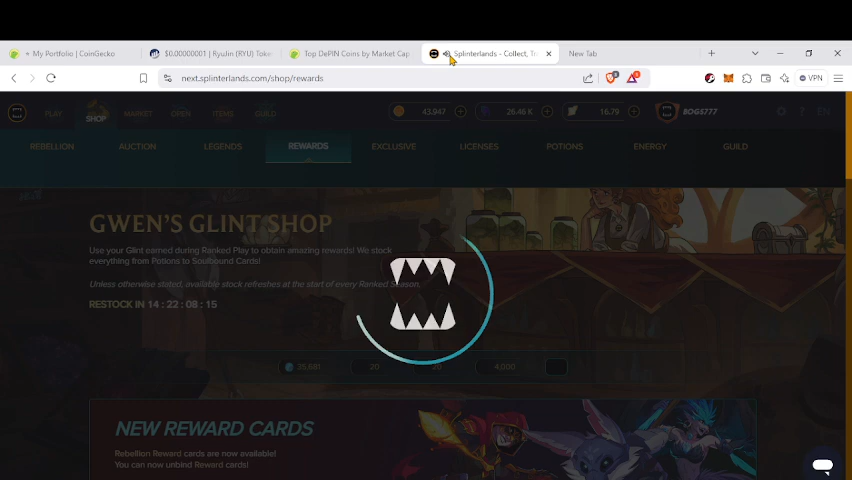 My Portfolio | CoinGecko
$0.00000001 | Ryujin (RYU) Toke
Top DePIN Coins by Market Cap
Splinterlands - Collect, Tr
New Tab
next.splinterlands.com/shop/rewards
VPN
PLAY
SHOP
MARKET
OPEN
ITEMS
GUILD
43,947
26.46 K
16.79
BOGS777
EN
REBELLION
AUCTION
LEGENDS
REWARDS
EXCLUSIVE
LICENSES
POTIONS
ENERGY
GUILD
GWEN'S GLINT SHOP
Use your Glint earned during Ranked Play to obtain amazing rewards! We stock
everything from Potions to Soulbound Cards!
Unless otherwise stated, available stock refreshes at the start of every Ranked Season.
RESTOCK IN 14 : 22 : 08 : 15
25,681
20
20
4,000
NEW REWARD CARDS
Rebellion Reward cards are now available!
You can now unbind Reward cards!